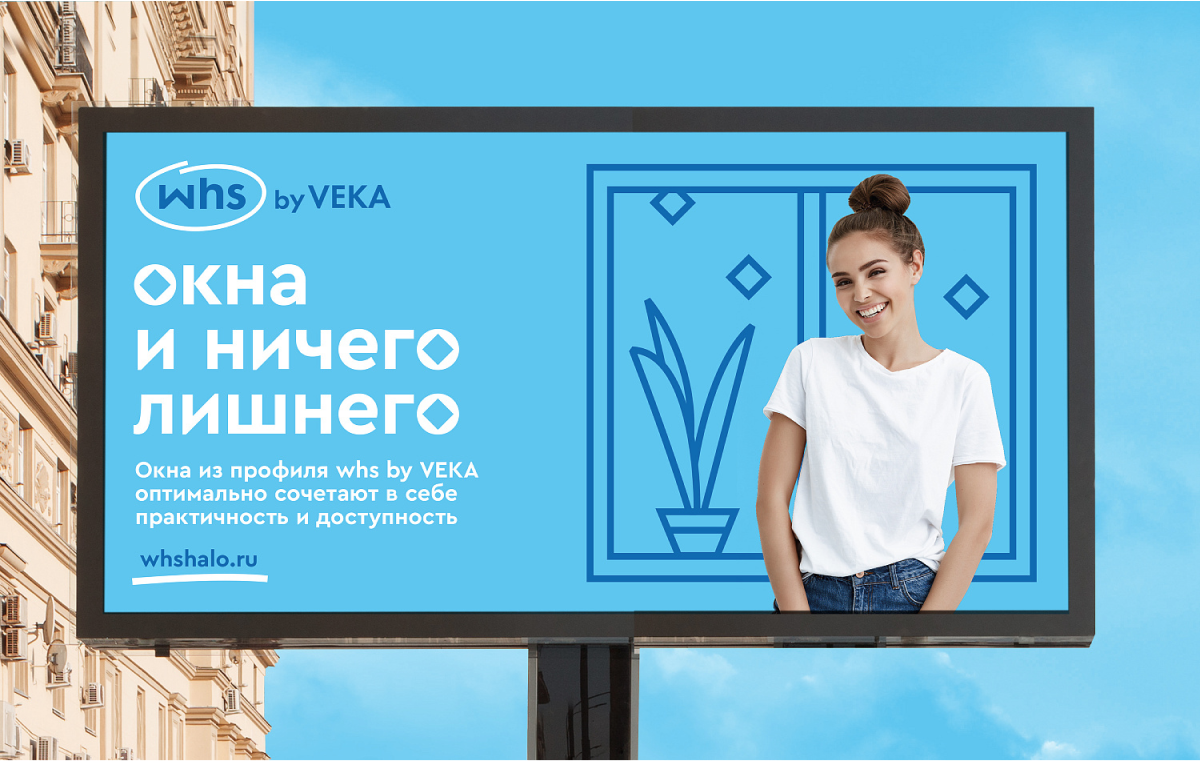 whs by VEKA
окна
и ничего
лишнего
Окна из профиля whs by VEKA
оптимально сочетают в себе
практичность и доступность
whshalo.ru